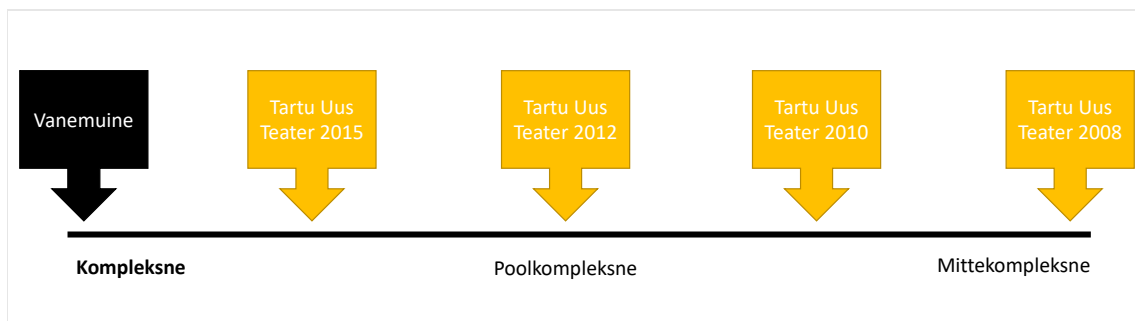 Vanemuine
Tartu Uus
Teater 2015
Tartu Uus
Teater 2012
Tartu Uus
Teater 2010
Tartu Uus
Teater 2008
Kompleksne
Poolkompleksne
Mittekompleksne